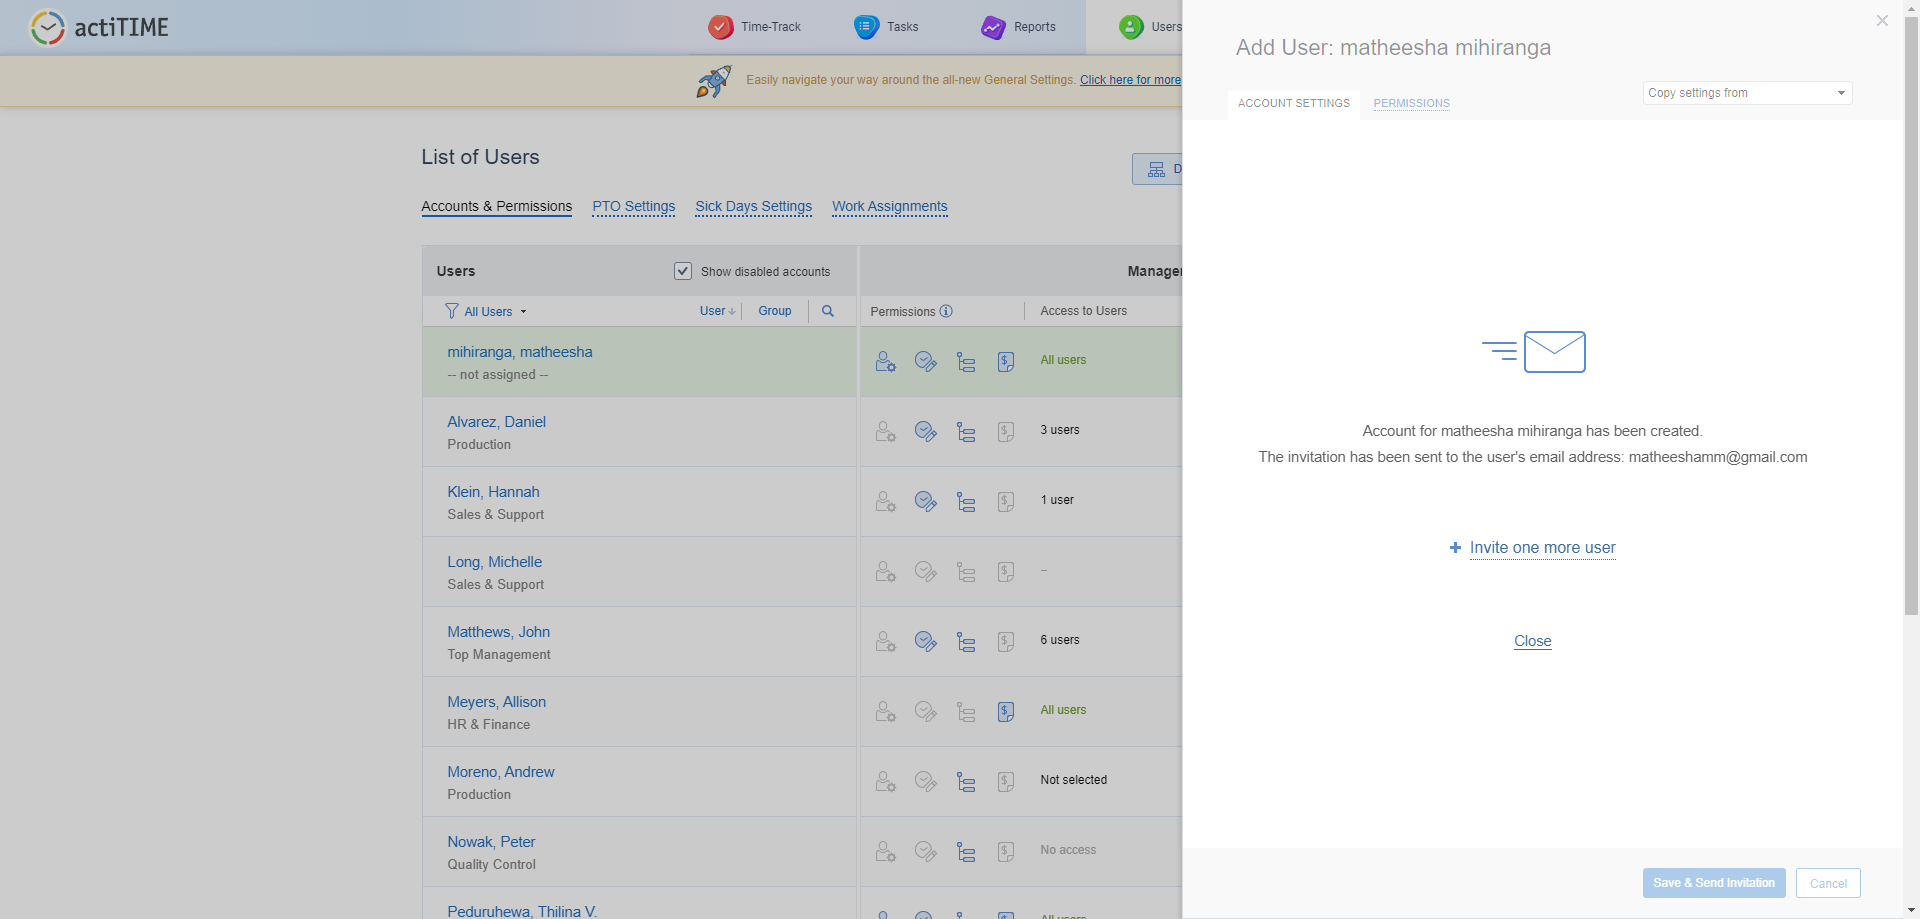 actiTIME
Time-Track
Tasks
Reports
Users
Easily navigate your way around the all-new General Settings. Click here for more
List of Users
D
Accounts & Permissions
PTO Settings
Sick Days Settings
Work Assignments
Users
Show disabled accounts
Manage
All Users
User
Group
Permissions
Access to Users
mihiranga, matheesha
-- not assigned --
All users
Alvarez, Daniel
Production
3 users
Klein, Hannah
Sales & Support
1 user
Long, Michelle
Sales & Support
–
Matthews, John
Top Management
6 users
Meyers, Allison
HR & Finance
All users
Moreno, Andrew
Production
Not selected
Nowak, Peter
Quality Control
No access
Peduruhewa, Thilina V.
All users
Add User: matheesha mihiranga
ACCOUNT SETTINGS
PERMISSIONS
Copy settings from
Account for matheesha mihiranga has been created.
The invitation has been sent to the user's email address: matheeshamm@gmail.com
+ Invite one more user
Close
Save & Send Invitation
Cancel